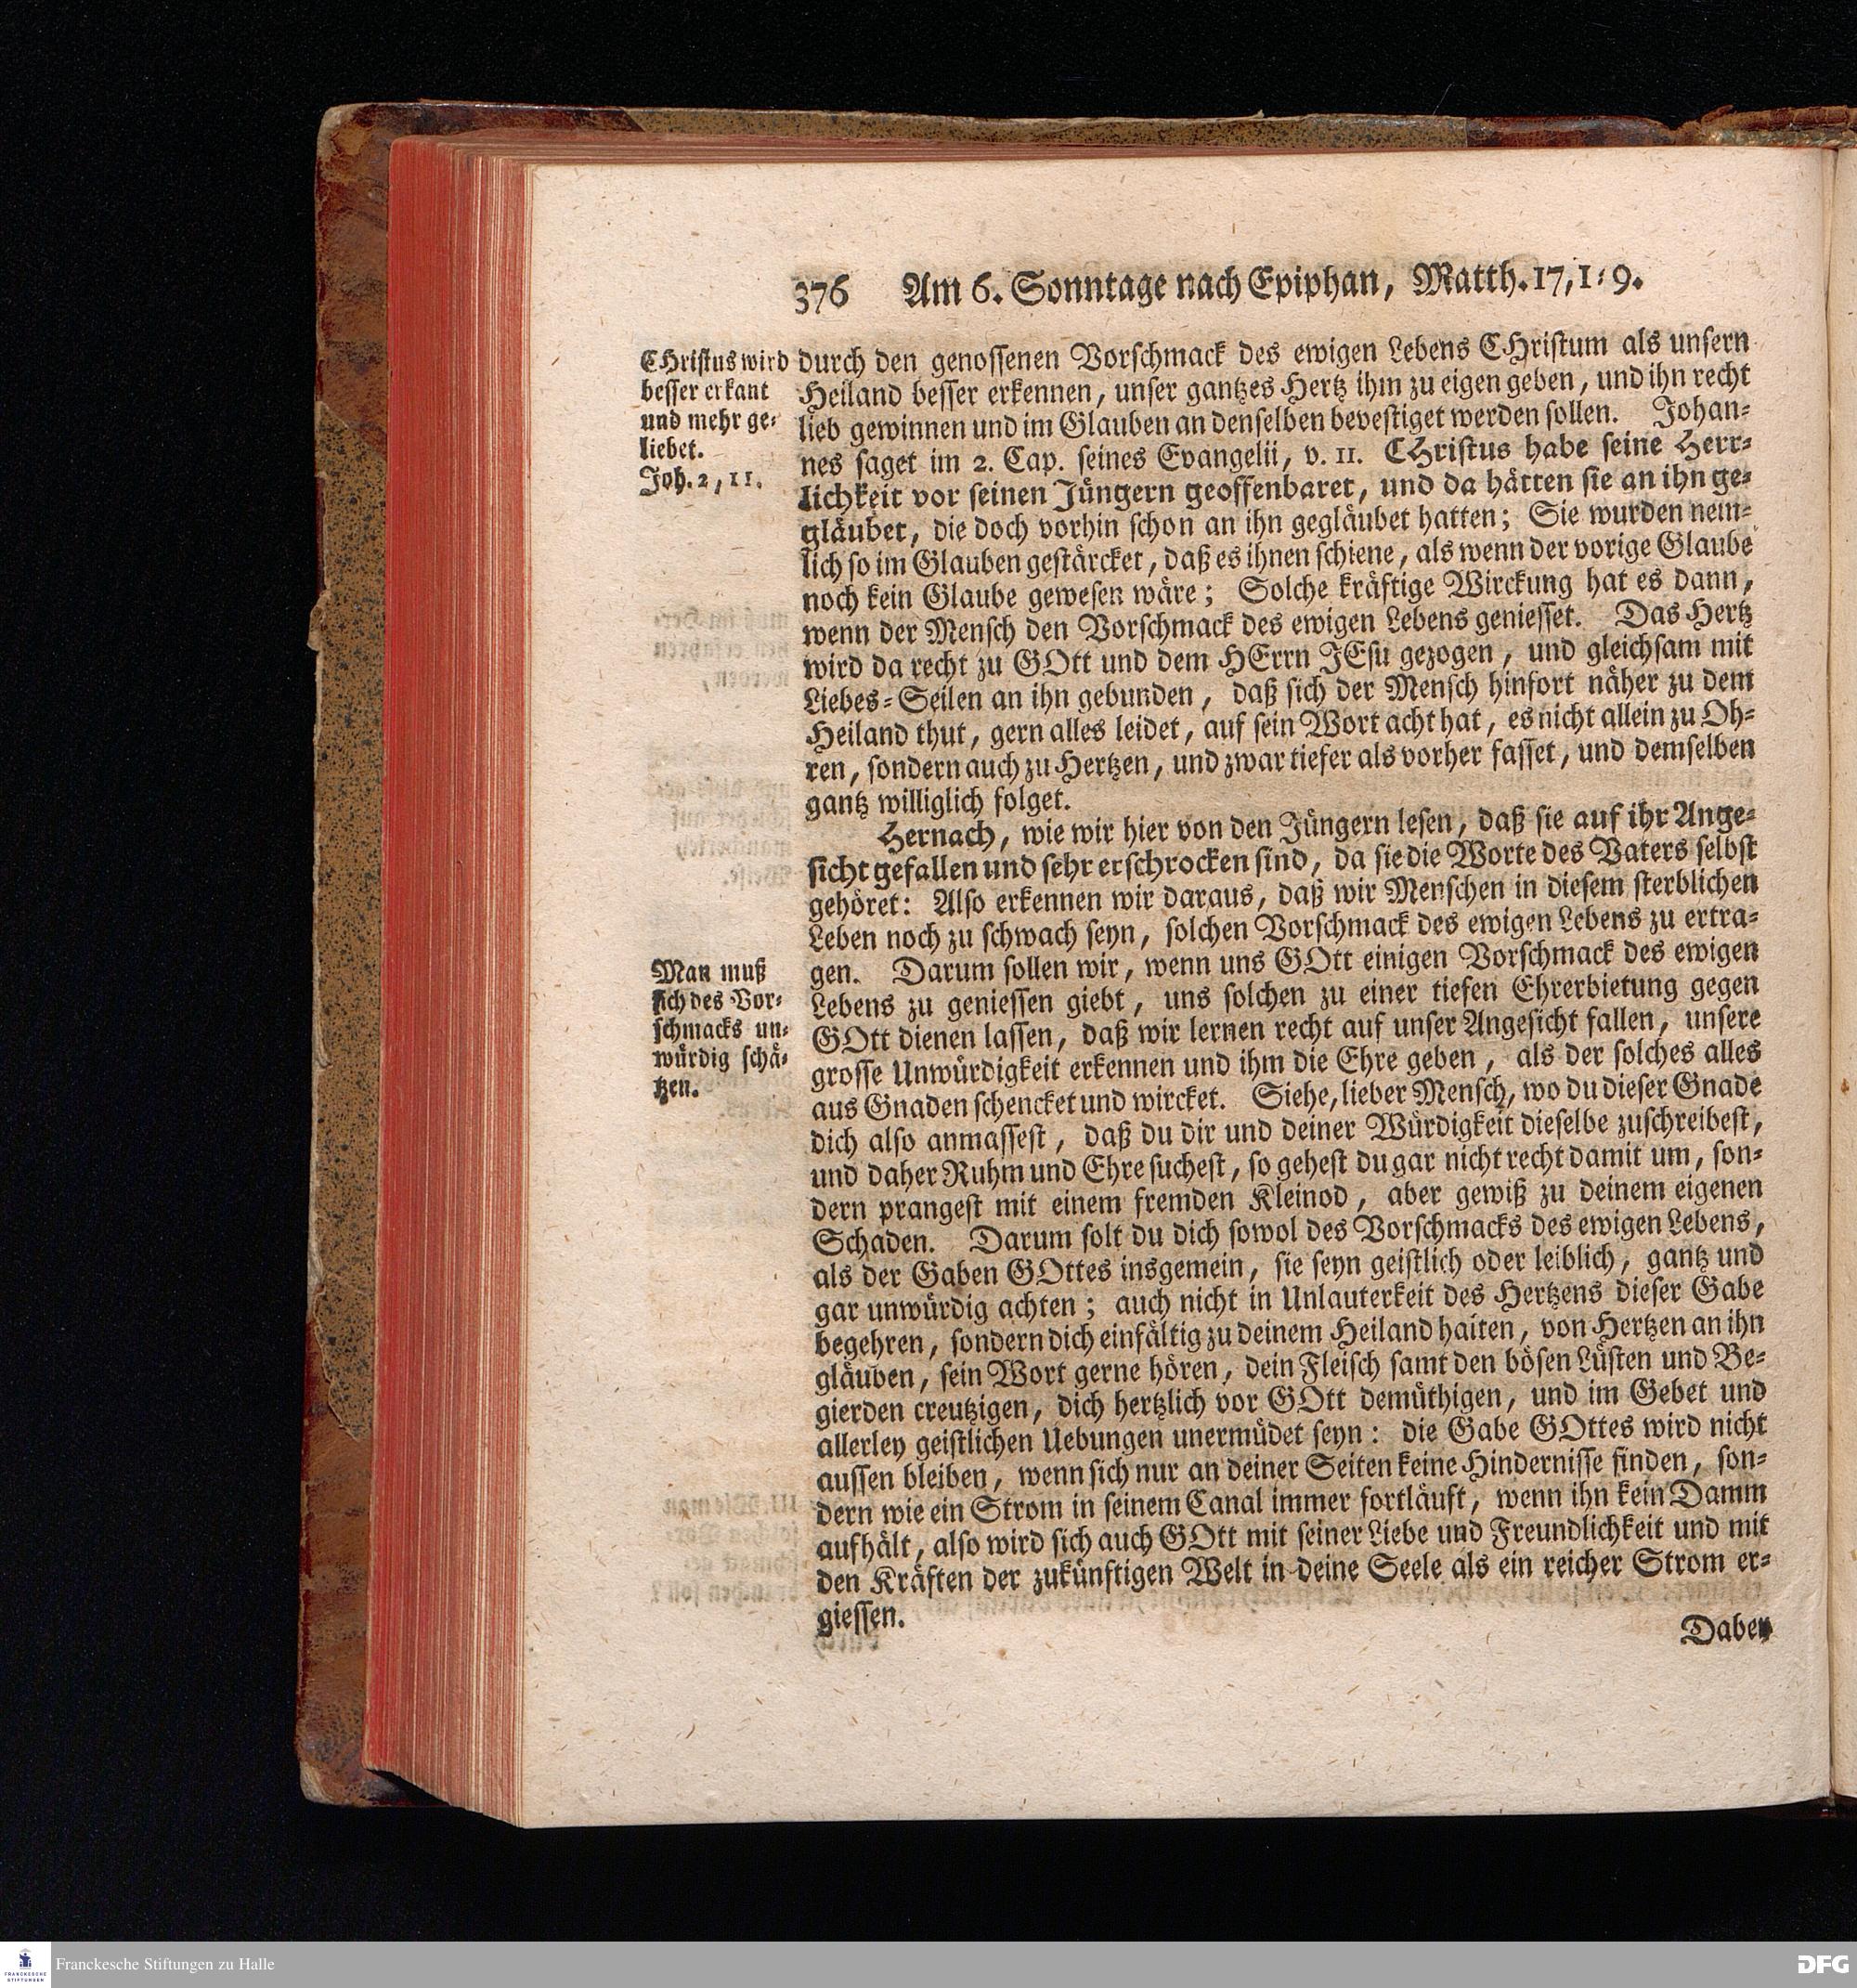 376 Am 6. Sonntage nach Epiphan, Matth. 17, 1-9.
CHristus wird
besser erkant
und mehr ge-
liebet.
Joh. 2, 11.
durch den genossenen Vorschmack des ewigen Lebens CHristum als unsern
Heiland besser erkennen, unser gantzes Hertz ihm zu eigen geben, und ihn recht
lieb gewinnen und im Glauben an denselben bevestiget werden sollen. Johan-
nes saget im 2. Cap. seines Evangelii, v. 11. CHristus habe seine Herr-
lichkeit vor seinen Jüngern geoffenbaret, und da hätten sie an ihn ge-
gläubet, die doch vorhin schon an ihn gegläubet hatten; Sie wurden nem-
lich so im Glauben gestärcket, daß es ihnen schiene, als wenn der vorige Glaube
noch kein Glaube gewesen wäre; Solche kräftige Wirckung hat es dann,
wenn der Mensch den Vorschmack des ewigen Lebens geniesset. Das Hertz
wird da recht zu GOtt und dem HErrn JEsu gezogen, und gleichsam mit
Liebes-Seilen an ihn gebunden, daß sich der Mensch hinfort näher zu dem
Heiland thut, gern alles leidet, auf sein Wort acht hat, es nicht allein zu Oh-
ren, sondern auch zu Hertzen, und zwar tiefer als vorher fasset, und demselben
gantz williglich folget.
Hernach, wie wir hier von den Jüngern lesen, daß sie auf ihr Ange-
sicht gefallen und sehr erschrocken sind, da sie die Worte des Vaters selbst
gehöret: Also erkennen wir daraus, daß wir Menschen in diesem sterblichen
Leben noch zu schwach seyn, solchen Vorschmack des ewigen Lebens zu ertra-
Man muß
sich des Vor-
schmacks un-
würdig schä-
tzen.
gen. Darum sollen wir, wenn uns GOtt einigen Vorschmack des ewigen
Lebens zu geniessen giebt, uns solchen zu einer tiefen Ehrerbietung gegen
GOtt dienen lassen, daß wir lernen recht auf unser Angesicht fallen, unsere
grosse Unwürdigkeit erkennen und ihm die Ehre geben, als der solches alles
aus Gnaden schencket und wircket. Siehe, lieber Mensch, wo du dieser Gnade
dich also anmassest, daß du dir und deiner Würdigkeit dieselbe zuschreibest,
und daher Ruhm und Ehre suchest, so gehest du gar nicht recht damit um, son-
dern prangest mit einem fremden Kleinod, aber gewiß zu deinem eigenen
Schaden. Darum solt du dich sowol des Vorschmacks des ewigen Lebens,
als der Gaben GOttes insgemein, sie seyn geistlich oder leiblich, gantz und
gar unwürdig achten; auch nicht in Unlauterkeit des Hertzens dieser Gabe
begehren, sondern dich einfältig zu deinem Heiland halten, von Hertzen an ihn
gläuben, sein Wort gerne hören, dein Fleisch samt den bösen Lüsten und Be-
gierden creutzigen, dich hertzlich vor GOtt demüthigen, und im Gebet und
allerley geistlichen Uebungen unermüdet seyn: die Gabe GOttes wird nicht
aussen bleiben, wenn sich nur an deiner Seiten keine Hindernisse finden, son-
dern wie ein Strom in seinem Canal immer fortläuft, wenn ihn kein Damm
aufhält, also wird sich auch GOtt mit seiner Liebe und Freundlichkeit und mit
den Kräften der zukünftigen Welt in deine Seele als ein reicher Strom er-
giessen.
Dabey
FRANCKESCHE STIFTUNGEN
Franckesche Stiftungen zu Halle
DFG